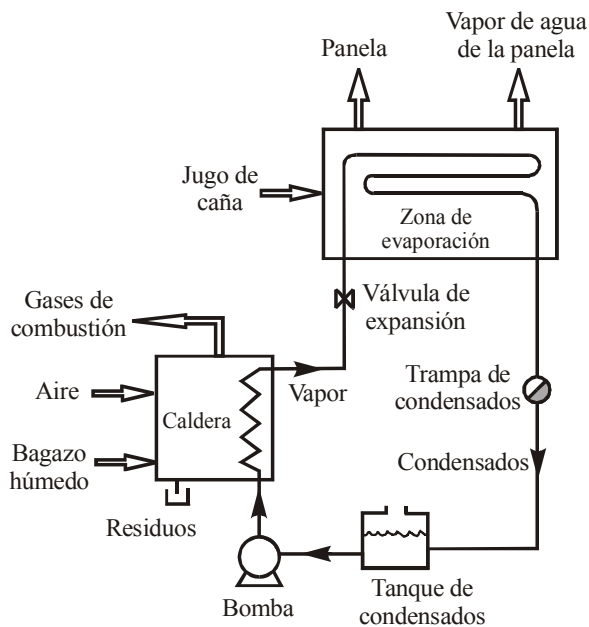 Panela
Vapor de agua
de la panela
Jugo de
caña
Zona de
evaporación
Válvula de
expansión
Gases de
combustión
Aire
Caldera
Vapor
Trampa de
condensados
Bagazo
húmedo
Condensados
Residuos
Bomba
Tanque de
condensados